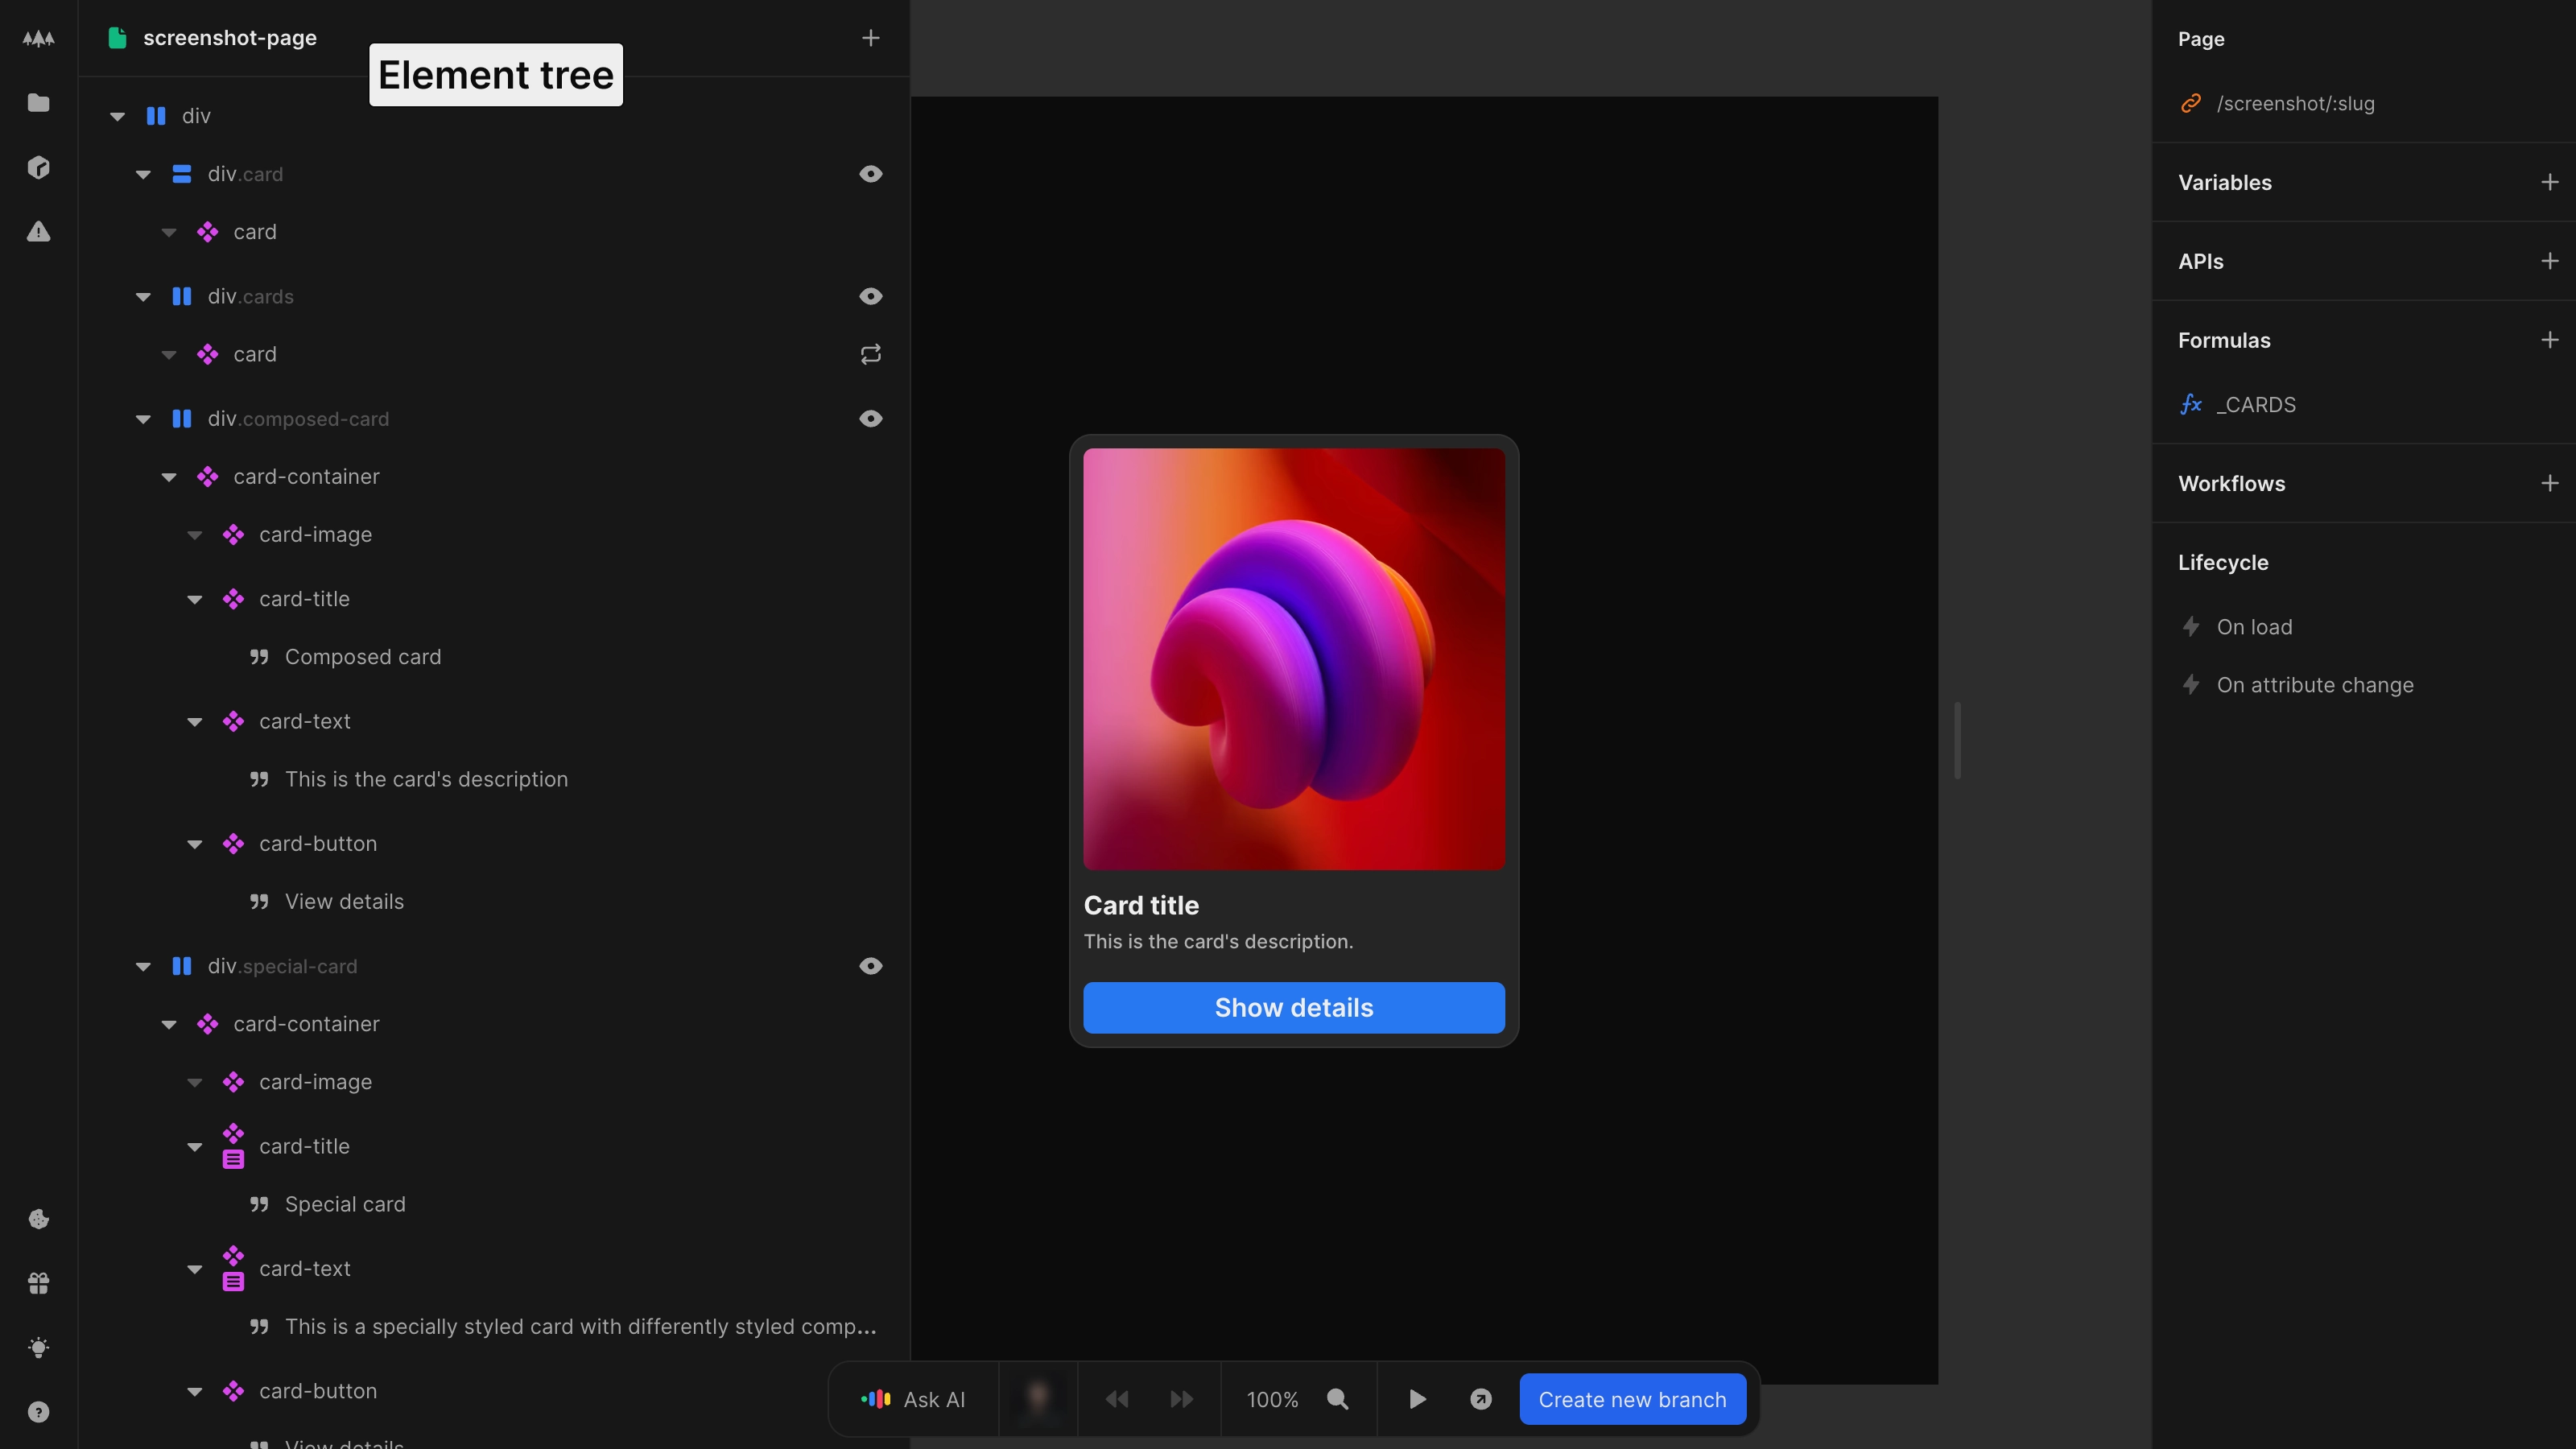 screenshot-page
Element tree
div
div.card
card
div.cards
card
div.composed-card
card-container
card-image
card-title
Composed card
card-text
This is the card's description
card-button
View details
div.special-card
card-container
card-image
card-title
Special card
card-text
This is a specially styled card with differently styled comp...
card-button
View details
Card title
This is the card's description.
Show details
Ask AI
100%
Create new branch
Page
/screenshot/:slug
Variables
APIs
Formulas
fx _CARDS
Workflows
Lifecycle
On load
On attribute change